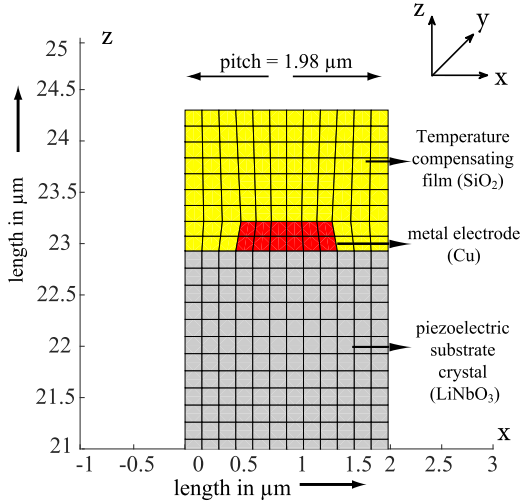 z
z
y
x
pitch = 1.98 µm
25
24.5
24
23.5
23
22.5
22
21.5
21
length in µm
Temperature
compensating
film (SiO₂)
metal electrode
(Cu)
piezoelectric
substrate
crystal
(LiNbO₃)
x
-1
-0.5
0
0.5
1
1.5
2
2.5
3
length in µm